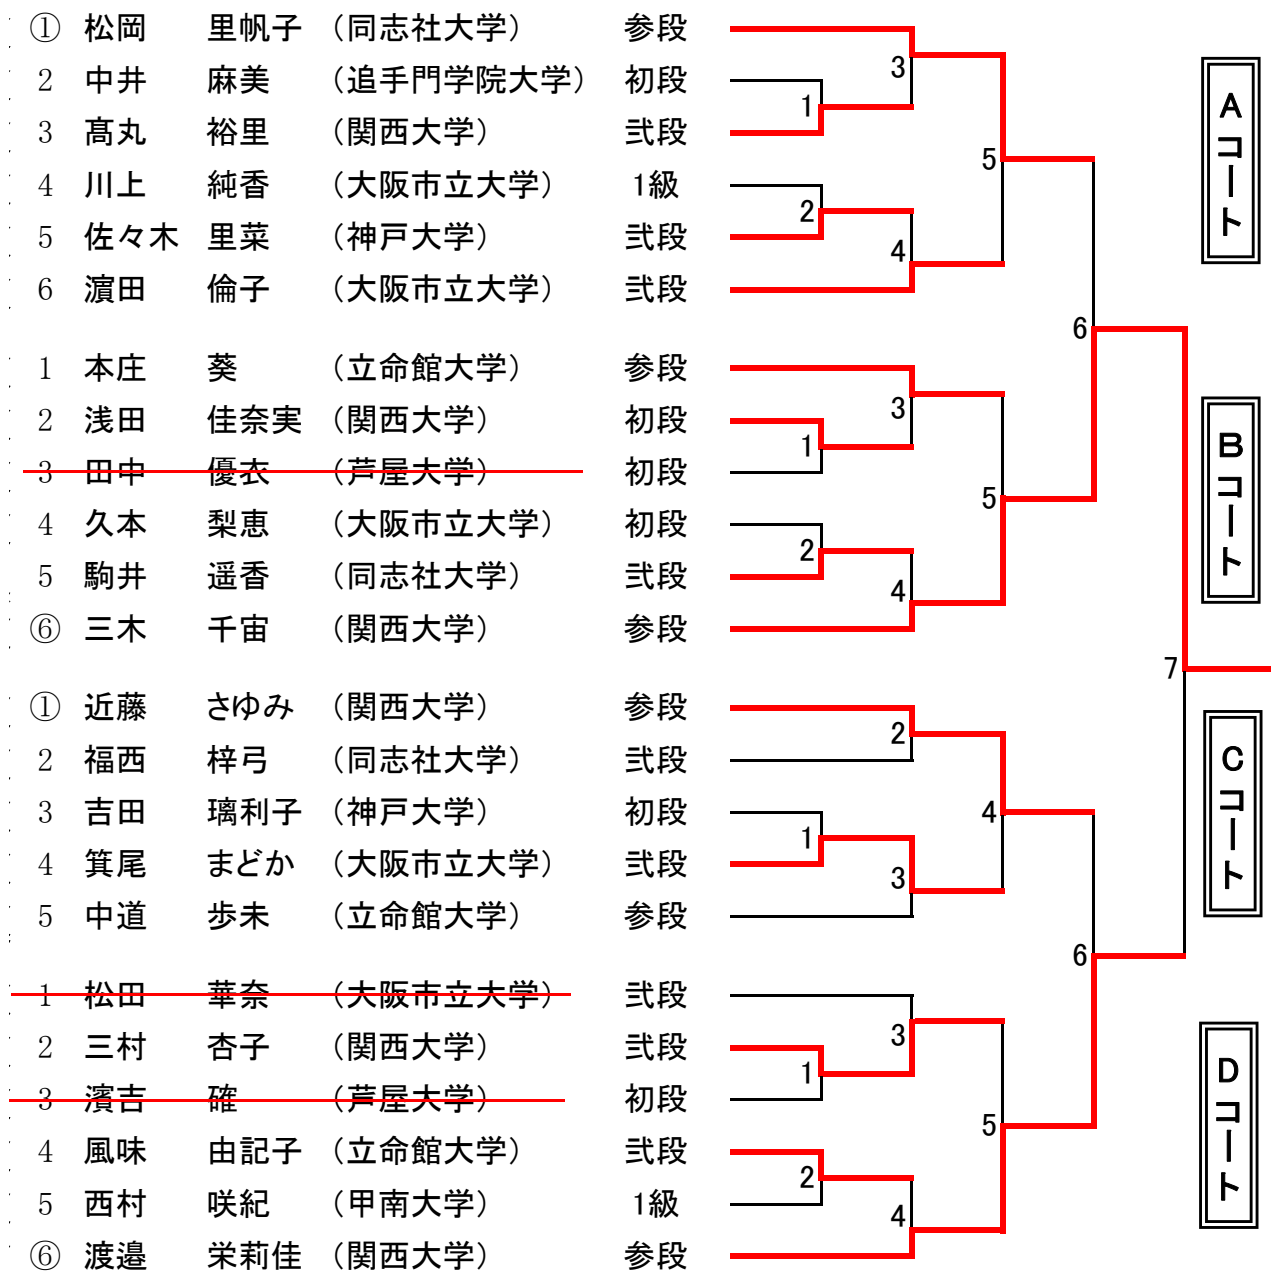 ① 松岡 里帆子 （同志社大学） 参段
2 中井 麻美 （追手門学院大学） 初段
3 髙丸 裕里 （関西大学） 弐段
4 川上 純香 （大阪市立大学） 1級
5 佐々木 里菜 （神戸大学） 弐段
6 濵田 倫子 （大阪市立大学） 弐段
3
1
5
2
4
Aコート
6
1 本庄 葵 （立命館大学） 参段
2 浅田 佳奈実 （関西大学） 初段
3 田中 優衣 （芦屋大学） 初段
4 久本 梨恵 （大阪市立大学） 初段
5 駒井 遥香 （同志社大学） 弐段
⑥ 三木 千宙 （関西大学） 参段
3
1
5
2
4
Bコート
7
① 近藤 さゆみ （関西大学） 参段
2 福西 梓弓 （同志社大学） 弐段
3 吉田 璃利子 （神戸大学） 初段
4 箕尾 まどか （大阪市立大学） 弐段
5 中道 歩未 （立命館大学） 参段
2
4
1
3
Cコート
6
1 松田 華奈 （大阪市立大学） 弐段
2 三村 杏子 （関西大学） 弐段
3 濱吉 確 （芦屋大学） 初段
4 風味 由記子 （立命館大学） 弐段
5 西村 咲紀 （甲南大学） 1級
⑥ 渡邉 栄莉佳 （関西大学） 参段
3
1
5
2
4
Dコート